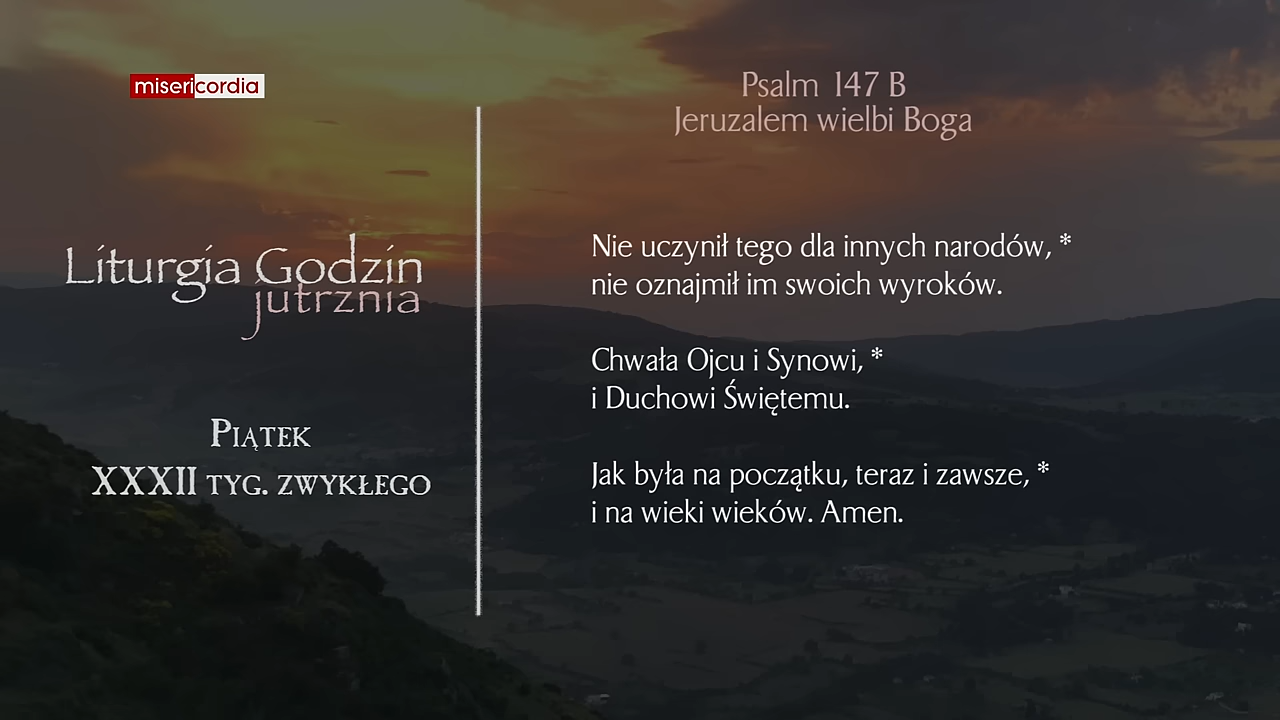 misericordia
Liturgia Godzin
jutrznia
Piątek
XXXII tyg. zwykłego
Psalm 147 B
Jeruzalem wielbi Boga
Nie uczynił tego dla innych narodów, *
nie oznajmił im swoich wyroków.
Chwała Ojcu i Synowi, *
i Duchowi Świętemu.
Jak była na początku, teraz i zawsze, *
i na wieki wieków. Amen.